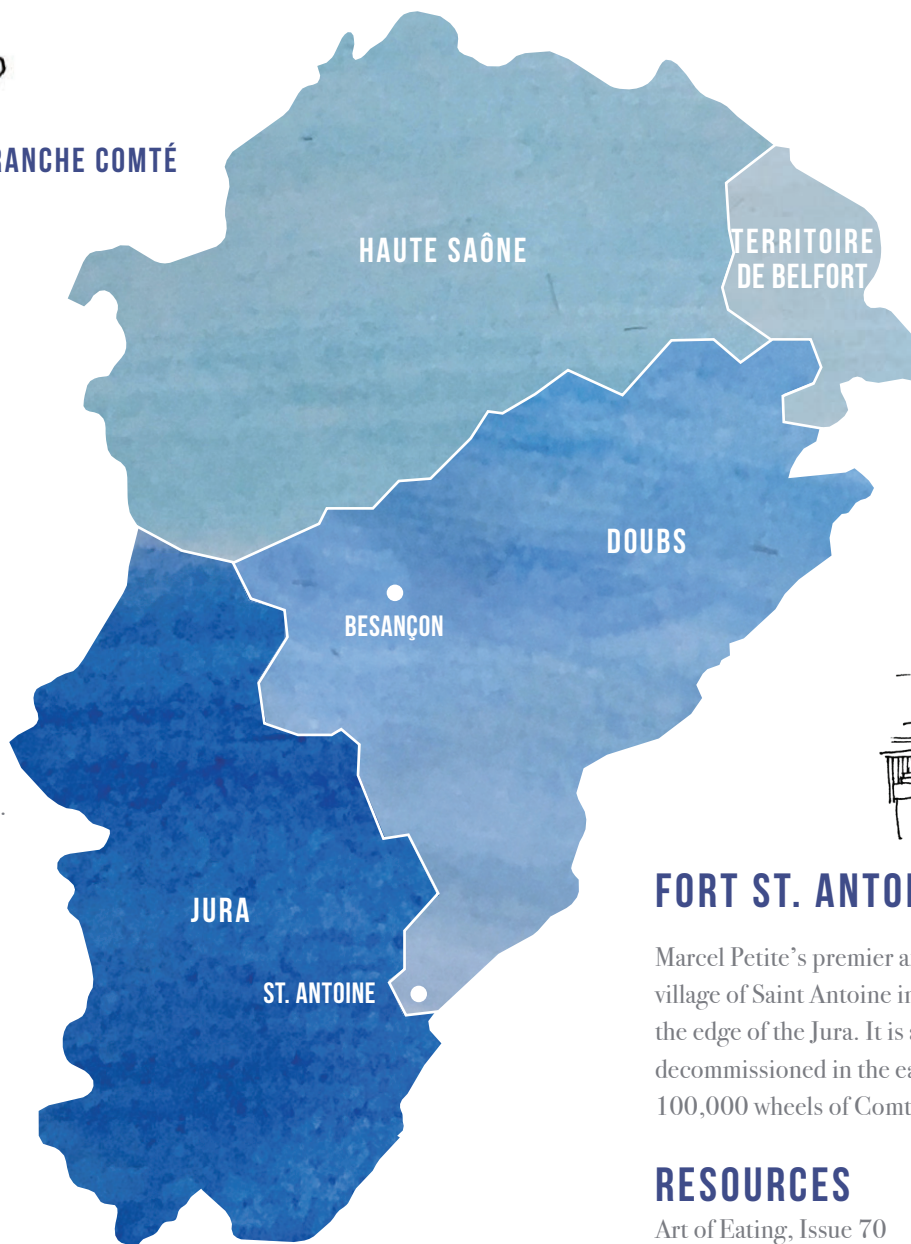 RANCHE COMTÉ
HAUTE SAÔNE
TERRITOIRE
DE BELFORT
DOUBS
BESANÇON
JURA
ST. ANTOINE
FORT ST. ANTOI
Marcel Petite’s premier a
village of Saint Antoine in
the edge of the Jura. It is
decommissioned in the ea
100,000 wheels of Comt
RESOURCES
Art of Eating, Issue 70